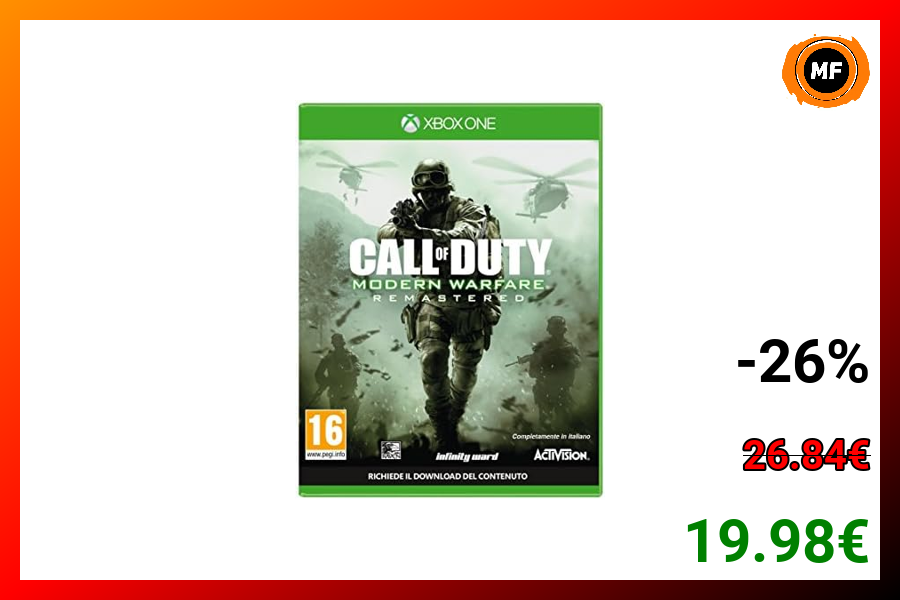 MF
XBOX ONE
CALL OF DUTY
MODERN WARFARE
REMASTERED
16
www.pegi.info
Completamente in Italiano
infinity ward
ACTIVISION
RICHIEDE IL DOWNLOAD DEL CONTENUTO
-26%
26.84€
19.98€